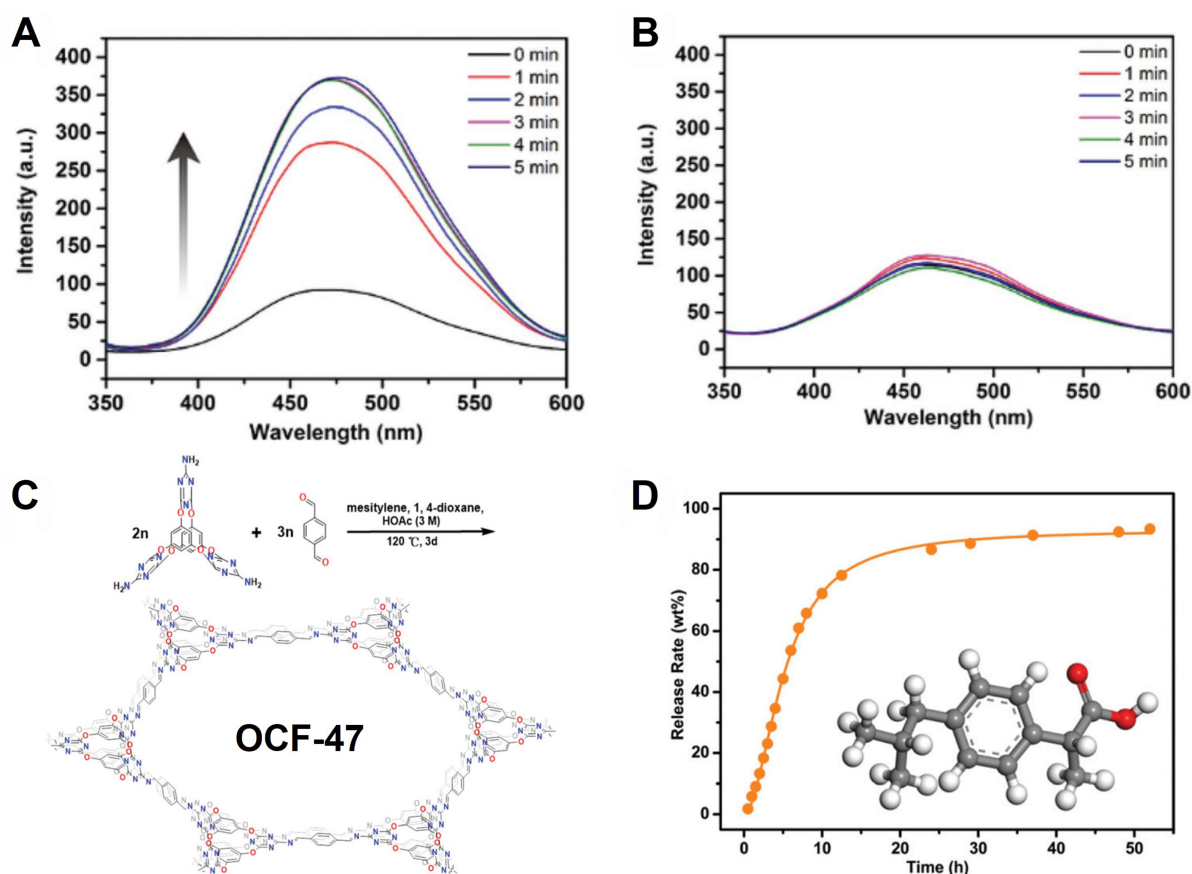 A
400
350
300
250
200
150
100
50
0
Intensity (a.u.)
0 min
1 min
2 min
3 min
4 min
5 min
350 400 450 500 550 600
Wavelength (nm)
B
400
350
300
250
200
150
100
50
0
Intensity (a.u.)
0 min
1 min
2 min
3 min
4 min
5 min
350 400 450 500 550 600
Wavelength (nm)
C
NH2
H2N
NH2
2n + 3n
mesitylene, 1, 4-dioxane,
HOAc (3 M)
120 ℃, 3d
OCF-47
D
100
80
60
40
20
0
Release Rate (wt%)
0 10 20 30 40 50
Time (h)